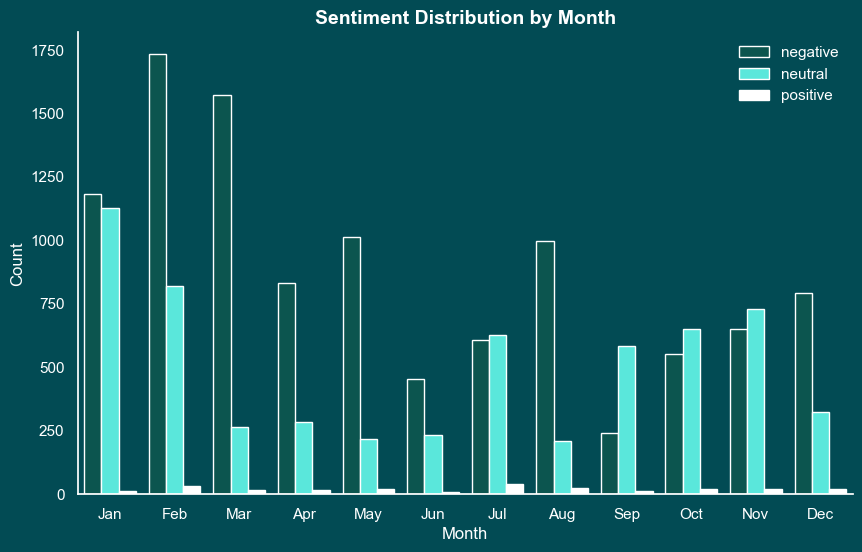 Sentiment Distribution by Month
negative
neutral
positive
Count
1750
1500
1250
1000
750
500
250
0
Jan Feb Mar Apr May Jun Jul Aug Sep Oct Nov Dec
Month